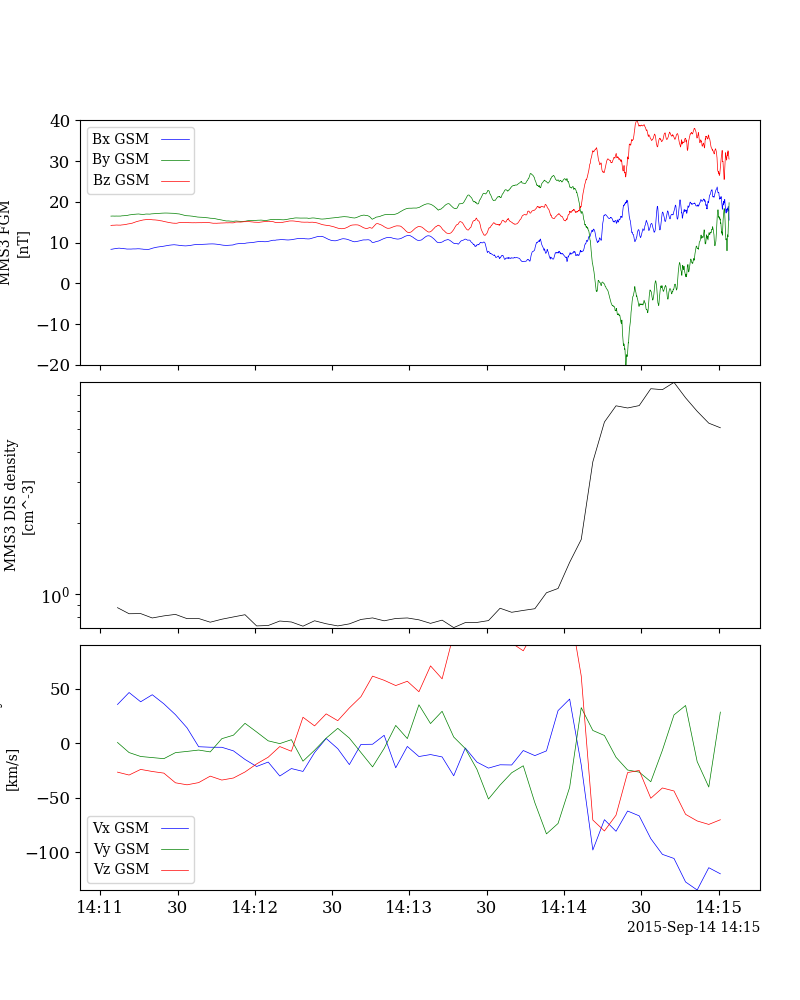 40
30
20
10
0
−10
−20
MMS3 FGM
[nT]
Bx GSM
By GSM
Bz GSM
10^0
MMS3 DIS density
[cm^-3]
50
0
−50
−100
[km/s]
Vx GSM
Vy GSM
Vz GSM
14:11 30 14:12 30 14:13 30 14:14 30 14:15
2015-Sep-14 14:15